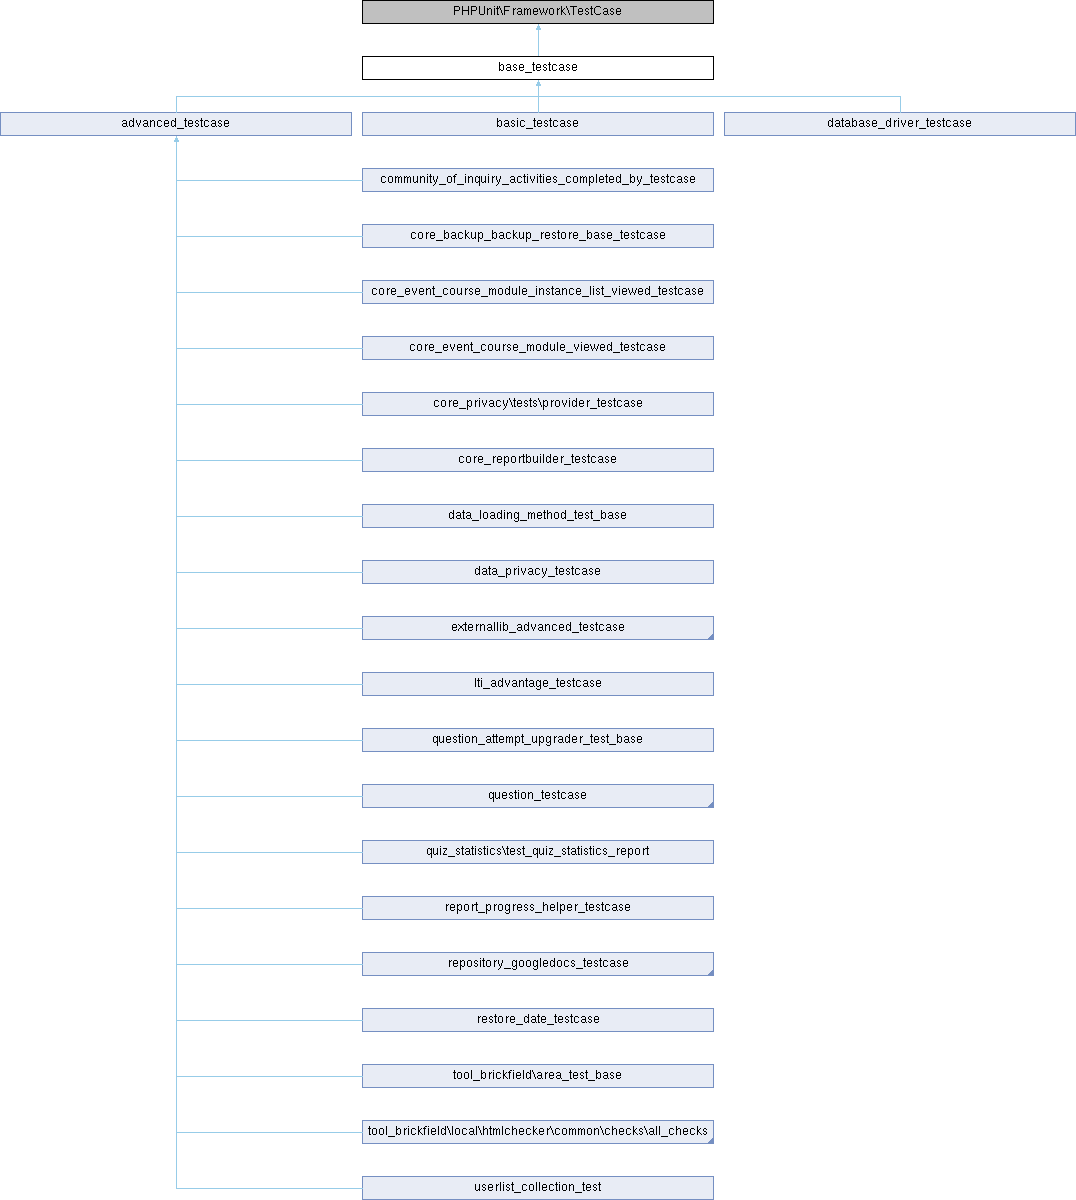 PHPUnit\Framework\TestCase
base_testcase
advanced_testcase
basic_testcase
database_driver_testcase
community_of_inquiry_activities_completed_by_testcase
core_backup_backup_restore_base_testcase
core_event_course_module_instance_list_viewed_testcase
core_event_course_module_viewed_testcase
core_privacy\tests\provider_testcase
core_reportbuilder_testcase
data_loading_method_test_base
data_privacy_testcase
externallib_advanced_testcase
lti_advantage_testcase
question_attempt_upgrader_test_base
question_testcase
quiz_statistics\test_quiz_statistics_report
report_progress_helper_testcase
repository_googledocs_testcase
restore_date_testcase
tool_brickfield\area_test_base
tool_brickfield\local\htmlchecker\common\checks\all_checks
userlist_collection_test